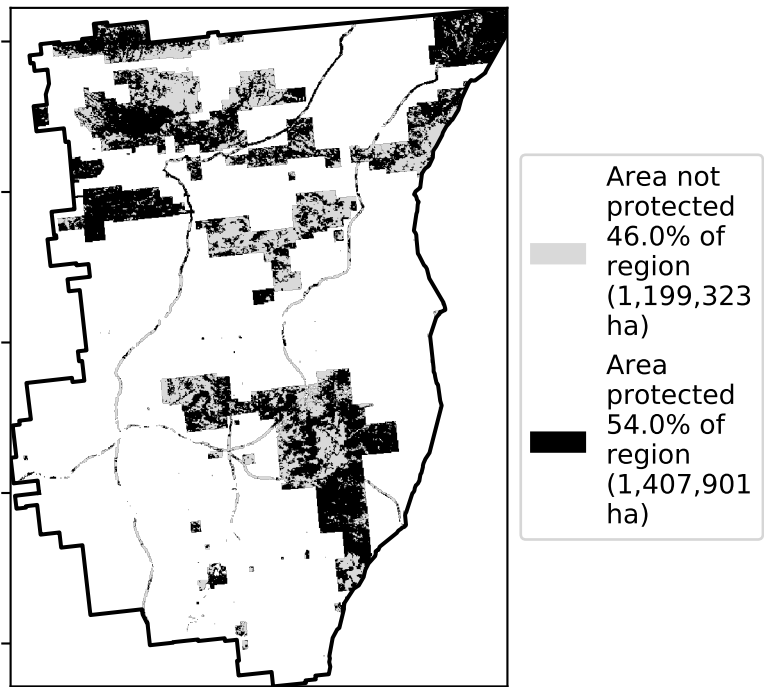 Area not
protected
46.0% of
region
(1,199,323
ha)
Area
protected
54.0% of
region
(1,407,901
ha)